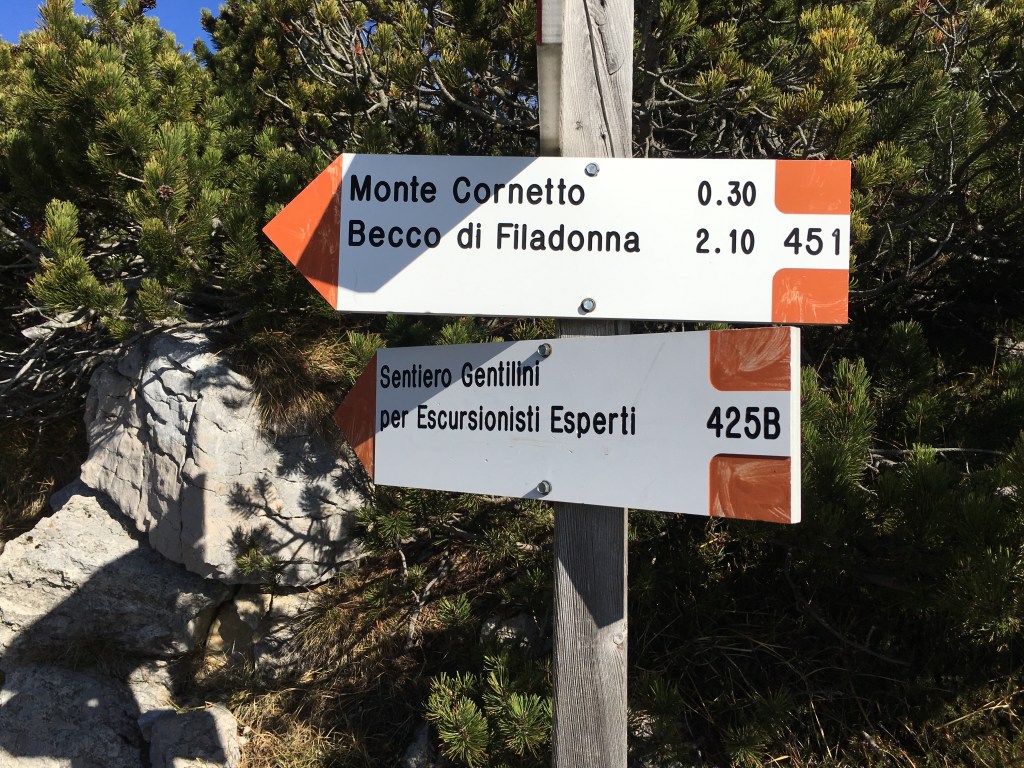 Monte Cornetto 0.30
Becco di Filadonna 2.10 451
Sentiero Gentilini
per Escursionisti Esperti 425B